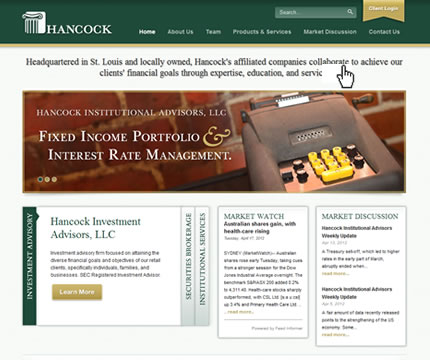 HANCOCK
Search...
Client Login
Home About Us Team Products & Services Market Discussion Contact Us
Headquartered in St. Louis and locally owned, Hancock's affiliated companies collaborate to achieve our
clients' financial goals through expertise, education, and servic
HANCOCK INSTITUTIONAL ADVISORS, LLC
FIXED INCOME PORTFOLIO &
INTEREST RATE MANAGEMENT.
INVESTMENT ADVISORY
Hancock Investment
Advisors, LLC
Investment advisory firm focused on attaining the
diverse financial goals and objectives of our retail
clients, specifically individuals, families, and
businesses. SEC Registered Investment Advisor.
Learn More
SECURITIES BROKERAGE
INSTITUTIONAL SERVICES
MARKET WATCH
Australian shares gain, with
health-care rising
Tuesday, April 17, 2012
SYDNEY (MarketWatch)--Australian
shares rose early Tuesday, taking cues
from a stronger session for the Dow
Jones Industrial Average overnight. The
benchmark S&P/ASX 200 added 0.2%
to 4,311.40. Health-care stocks sharply
outperformed, with CSL Ltd.
up 3.4% and Primary Health Care Ltd.
...read more...
Powered by Feed Informer
MARKET DISCUSSION
Hancock Institutional Advisors
Weekly Update
Apr 13, 2012
A Treasury selloff, which led to higher
rates in the early part of March,
abruptly ended when...
...read more...
Hancock Institutional Advisors
Weekly Update
Apr 5, 2012
A fair amount of data recently released
points to the strengthening of the
US economy. Some...
...read more...